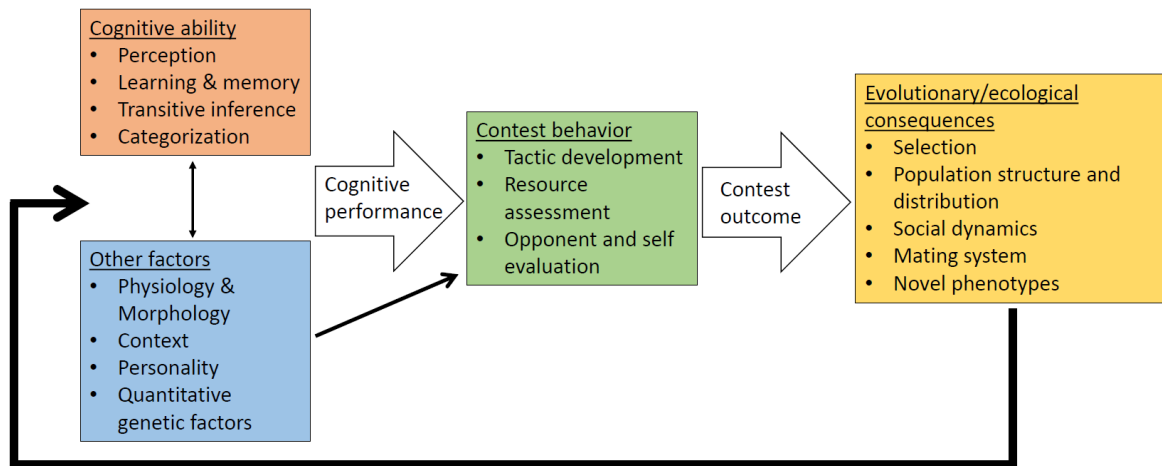 Cognitive ability
• Perception
• Learning & memory
• Transitive inference
• Categorization
Other factors
• Physiology &
Morphology
• Context
• Personality
• Quantitative
genetic factors
Cognitive
performance
Contest behavior
• Tactic development
• Resource
assessment
• Opponent and self
evaluation
Contest
outcome
Evolutionary/ecological
consequences
• Selection
• Population structure and
distribution
• Social dynamics
• Mating system
• Novel phenotypes